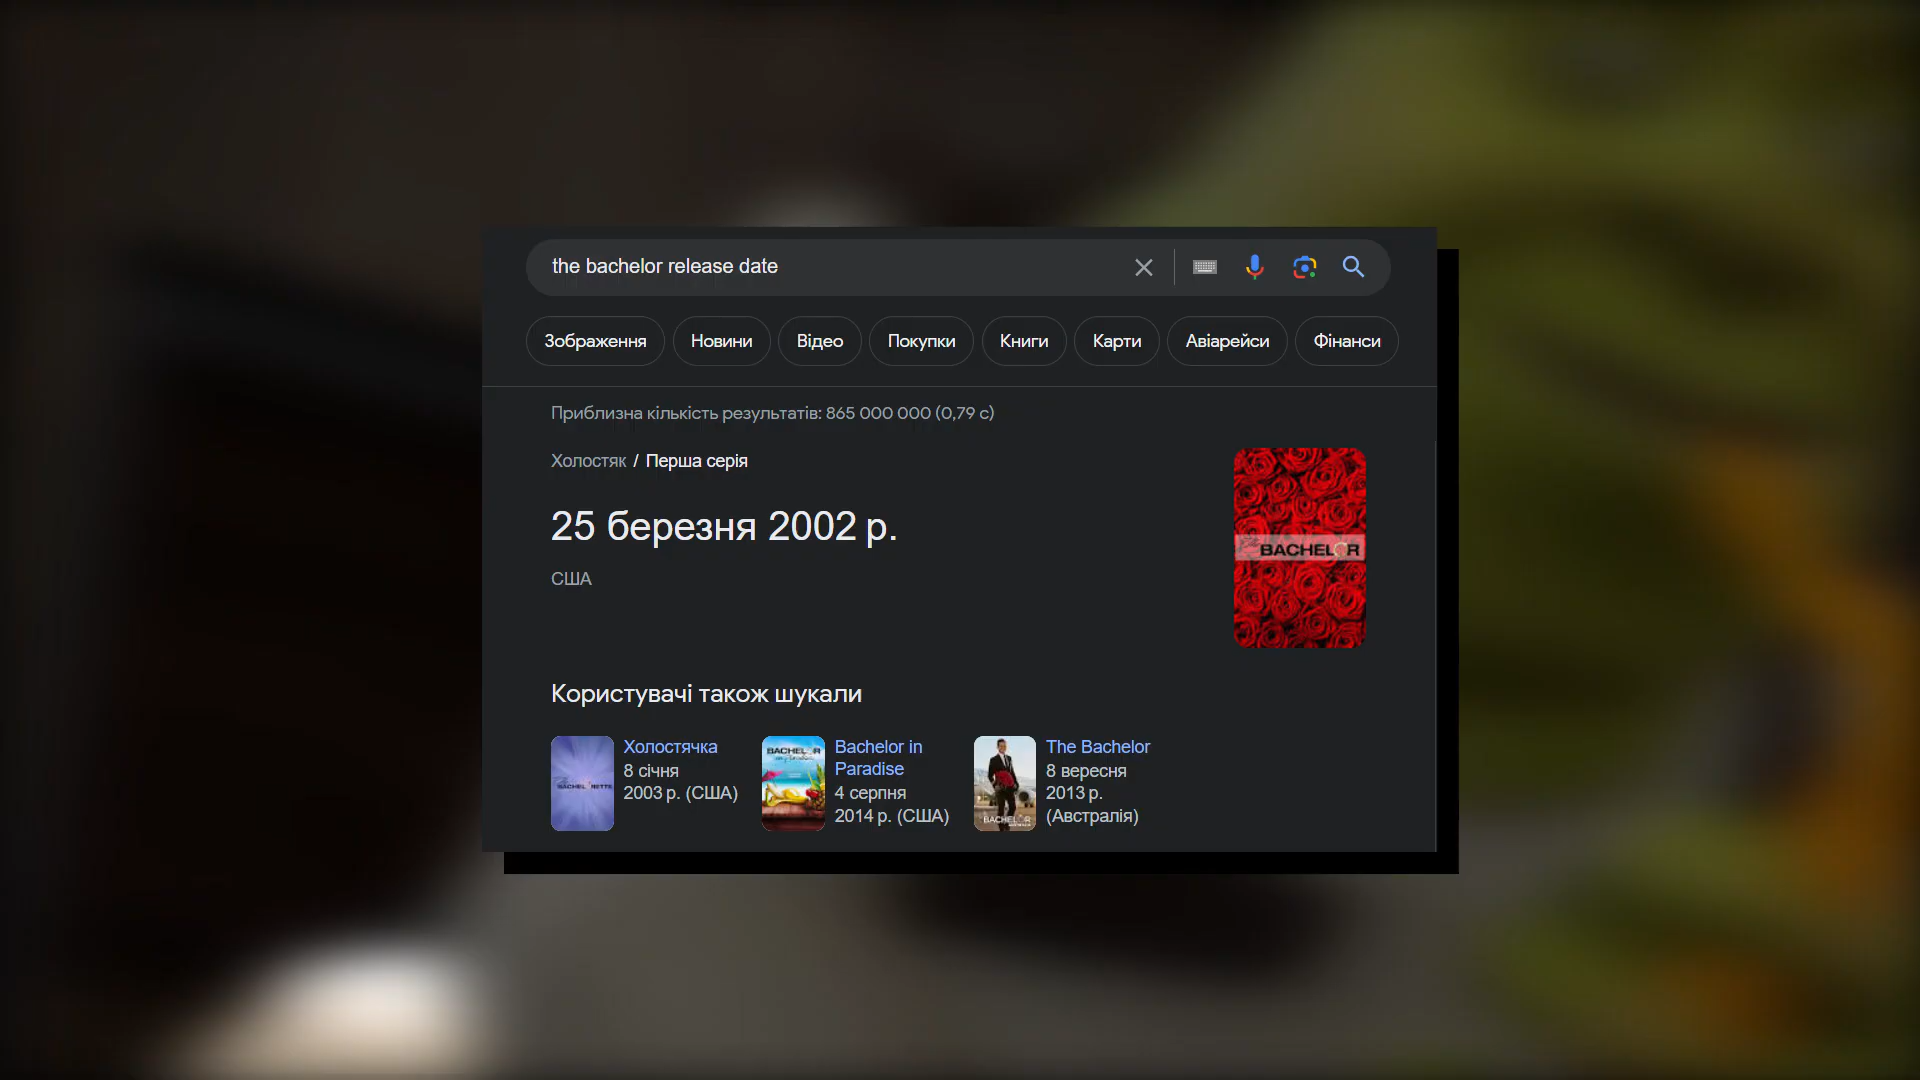 the bachelor release date
Зображення Новини Відео Покупки Книги Карти Авіарейси Фінанси
Приблизна кількість результатів: 865 000 000 (0,79 с)
Холостяк / Перша серія
25 березня 2002 р.
США
BACHELOR
Користувачі також шукали
Холостячка
8 січня
2003 р. (США)
BACHELOR
Bachelor in
Paradise
4 серпня
2014 р. (США)
BACHELOR
The Bachelor
8 вересня
2013 р.
(Австралія)